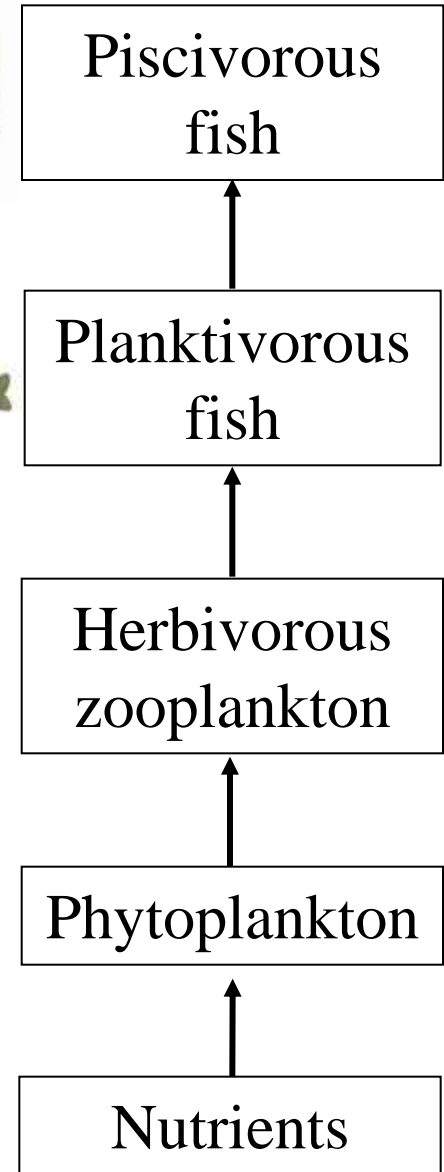 Piscivorous
fish
Planktivorous
fish
Herbivorous
zooplankton
Phytoplankton
Nutrients